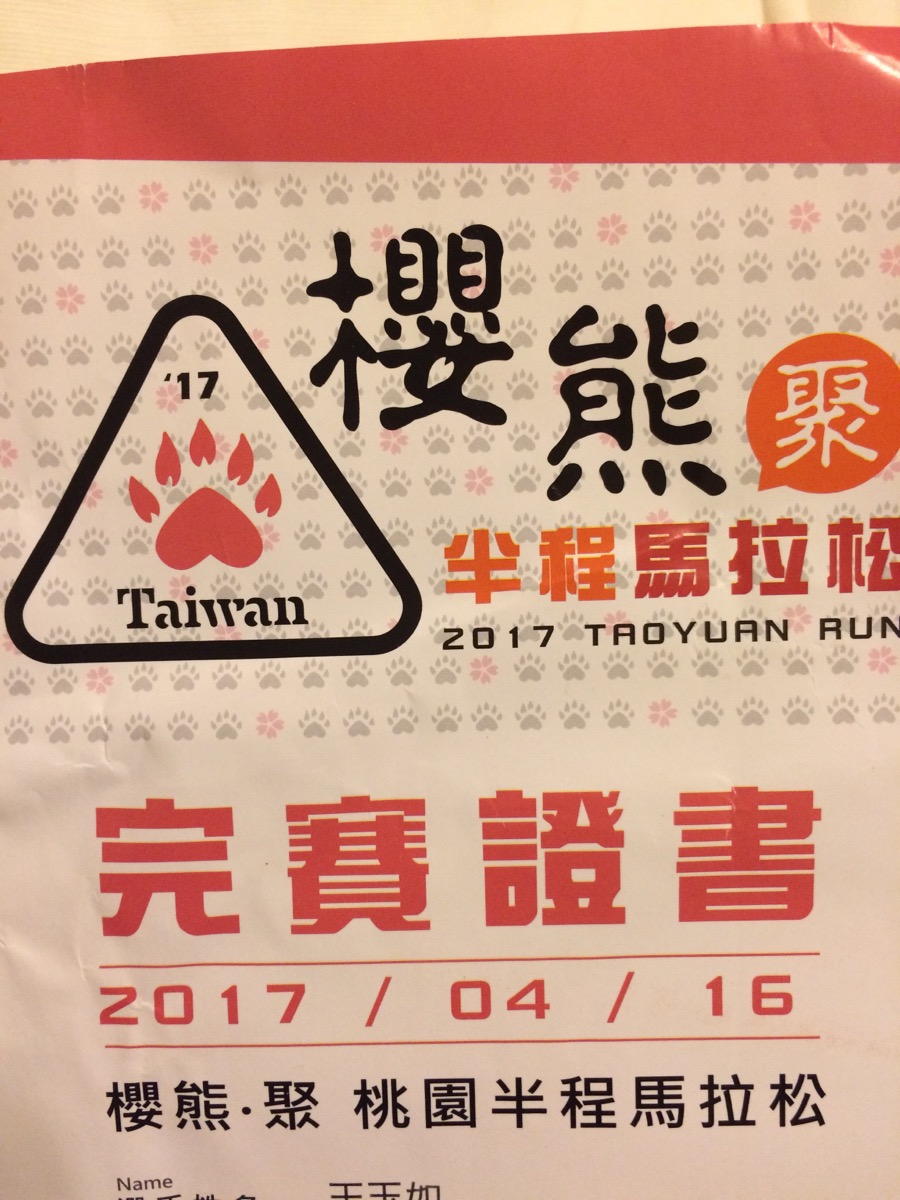 櫻熊聚
'17
Taiwan
半程馬拉松
2017 TAOYUAN RUN
完賽證書
2017 / 04 / 16
櫻熊·聚 桃園半程馬拉松
Name